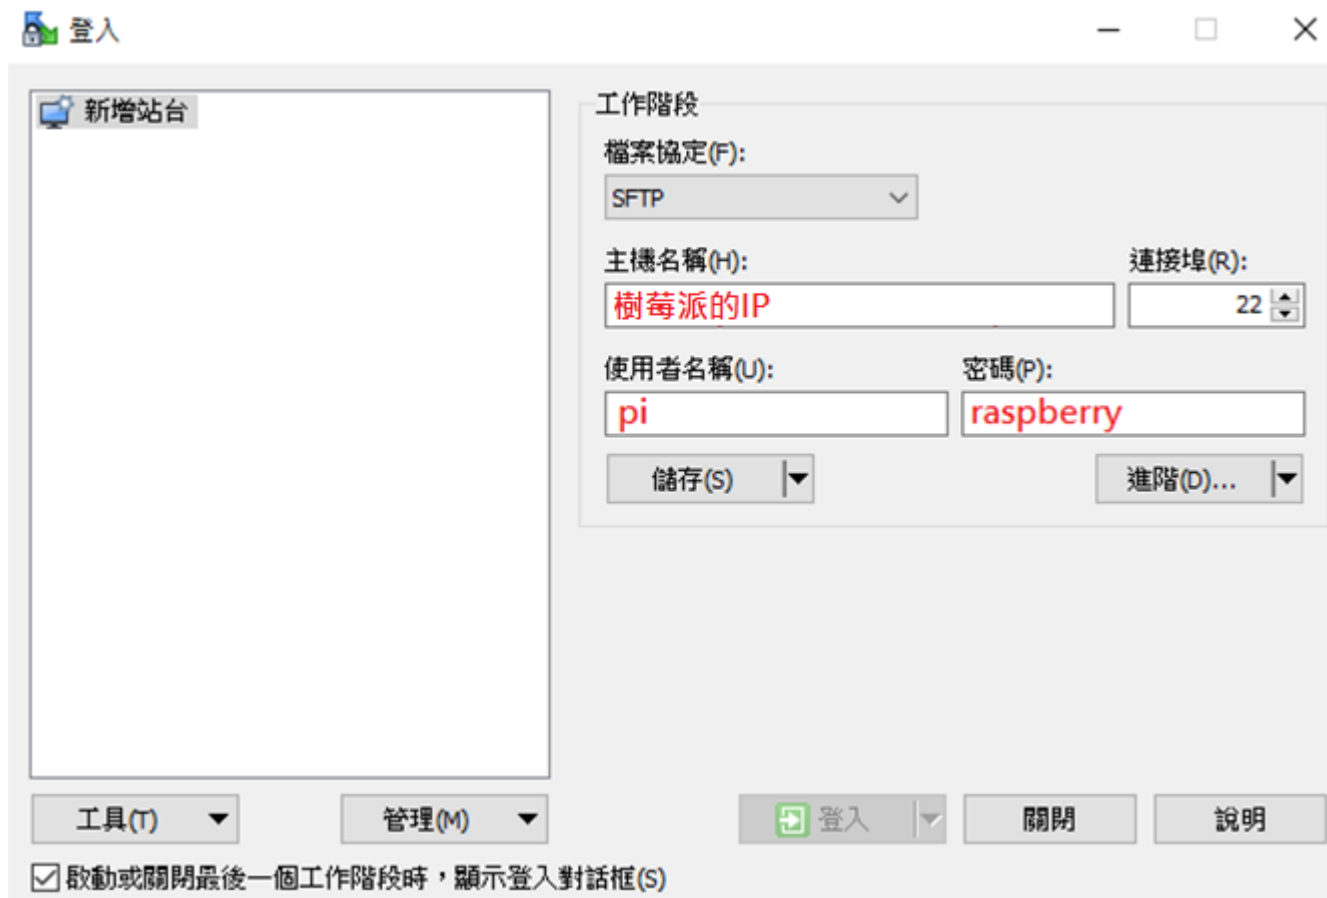 登入
新增站台
工作階段
檔案協定(F):
SFTP
主機名稱(H):
連接埠(R):
樹莓派的IP
22
使用者名稱(U):
密碼(P):
pi
raspberry
儲存(S)
進階(D)...
工具(T)
管理(M)
登入
關閉
說明
啟動或關閉最後一個工作階段時，顯示登入對話框(S)